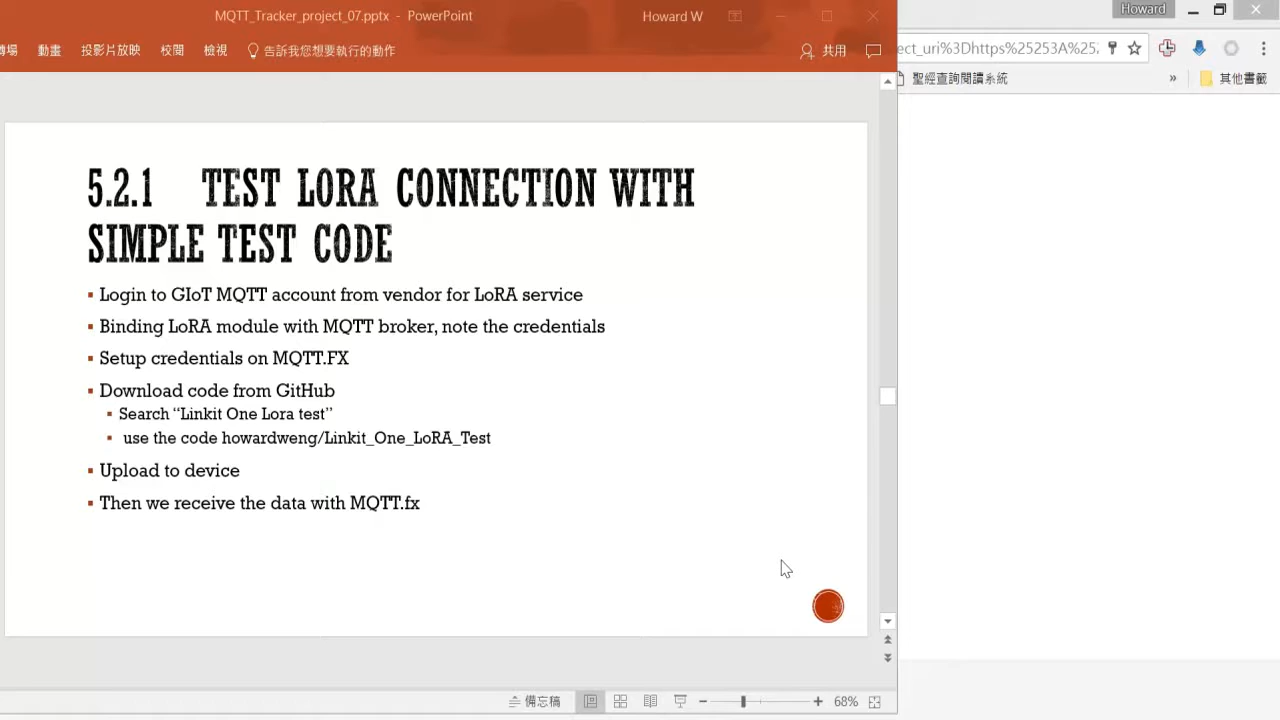 MQTT_Tracker_project_07.pptx - PowerPoint
Howard W
Howard
動畫 投影片放映 校閱 檢視 告訴我您想要執行的動作 共用
ect_uri%3Dhttps%25253A%25
聖經查詢閱讀系統 » 其他書籤
5.2.1 TEST LORA CONNECTION WITH
SIMPLE TEST CODE
▪ Login to GIoT MQTT account from vendor for LoRA service
▪ Binding LoRA module with MQTT broker, note the credentials
▪ Setup credentials on MQTT.FX
▪ Download code from GitHub
▪ Search “Linkit One Lora test”
▪ use the code howardweng/Linkit_One_LoRA_Test
▪ Upload to device
▪ Then we receive the data with MQTT.fx
備忘稿
68%